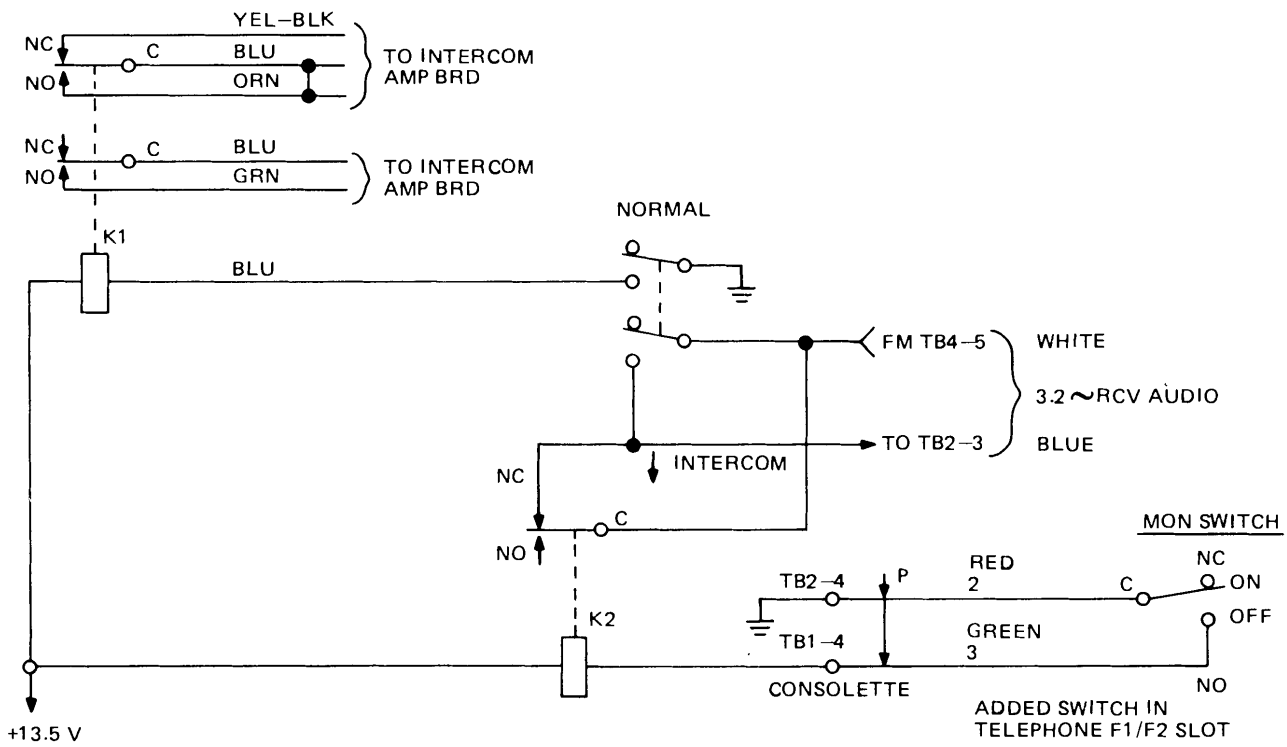 YEL–BLK
NC
C
BLU
TO INTERCOM
AMP BRD
NO
ORN
NC
C
BLU
TO INTERCOM
AMP BRD
NO
GRN
NORMAL
K1
BLU
FM TB4–5
WHITE
3.2 ~RCV AUDIO
TO TB2–3
BLUE
INTERCOM
NC
C
NO
MON SWITCH
NC
TB2–4
P
RED
2
C
ON
OFF
K2
TB1–4
GREEN
3
NO
CONSOLETTE
ADDED SWITCH IN
TELEPHONE F1/F2 SLOT
+13.5 V